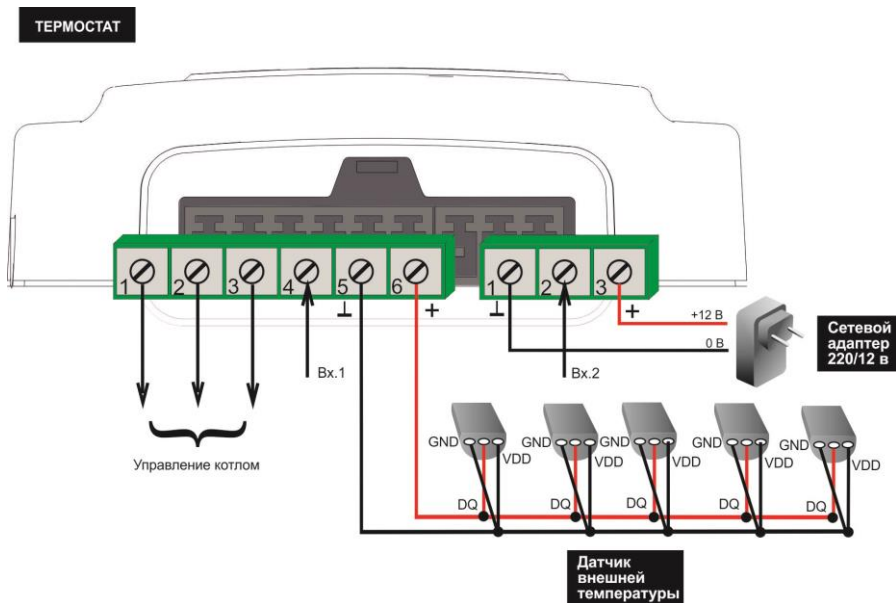 ТЕРМОСТАТ
1 2 3 4 5 6
⊥ +
1 2 3
⊥ +
+12 В
0 В
Сетевой
адаптер
220/12 в
Вх.1
Вх.2
Управление котлом
GND GND GND GND GND
VDD VDD VDD VDD VDD
DQ DQ DQ DQ DQ
Датчик
внешней
температуры